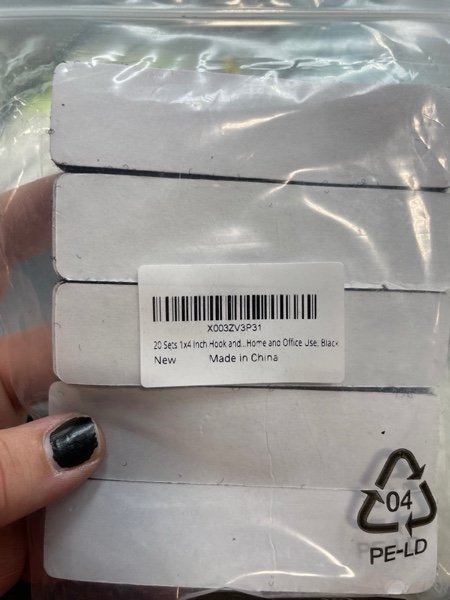 X003ZV3P31
20 Sets 1x4 Inch Hook and...Home and Office Use, Black
New Made in China
04
PE-LD